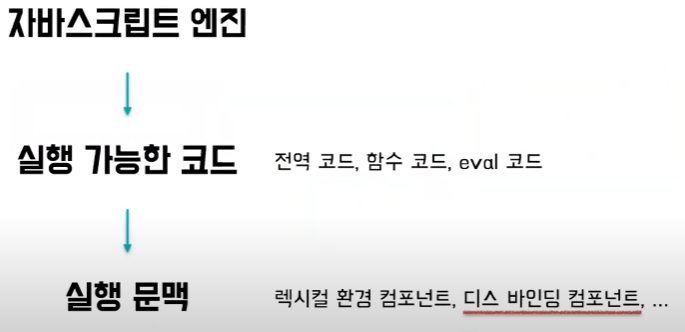 자바스크립트 엔진
실행 가능한 코드 전역 코드, 함수 코드, eval 코드
실행 문맥 렉시컬 환경 컴포넌트, 디스 바인딩 컴포넌트, ...